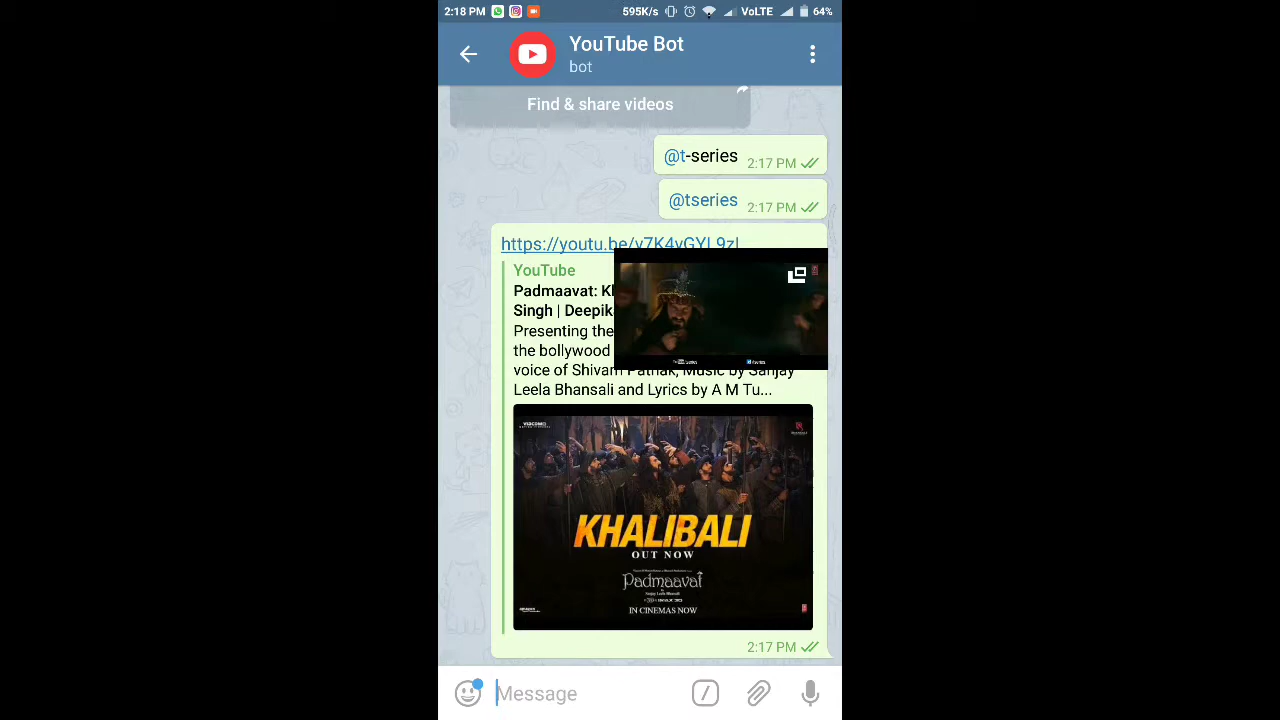 2:18 PM 595K/s VoLTE 64%
YouTube Bot
bot
Find & share videos
@t-series 2:17 PM
@tseries 2:17 PM
https://youtu.be/v7K4vGYL9zI
YouTube
Padmaavat:
Singh | Deepik
Presenting the
the bollywood
voice of Shivam Pathak, Music by Sanjay
Leela Bhansali and Lyrics by A M Tu...
KHALIBALI
OUT NOW
Padmaavat
IN CINEMAS NOW
2:17 PM
Message